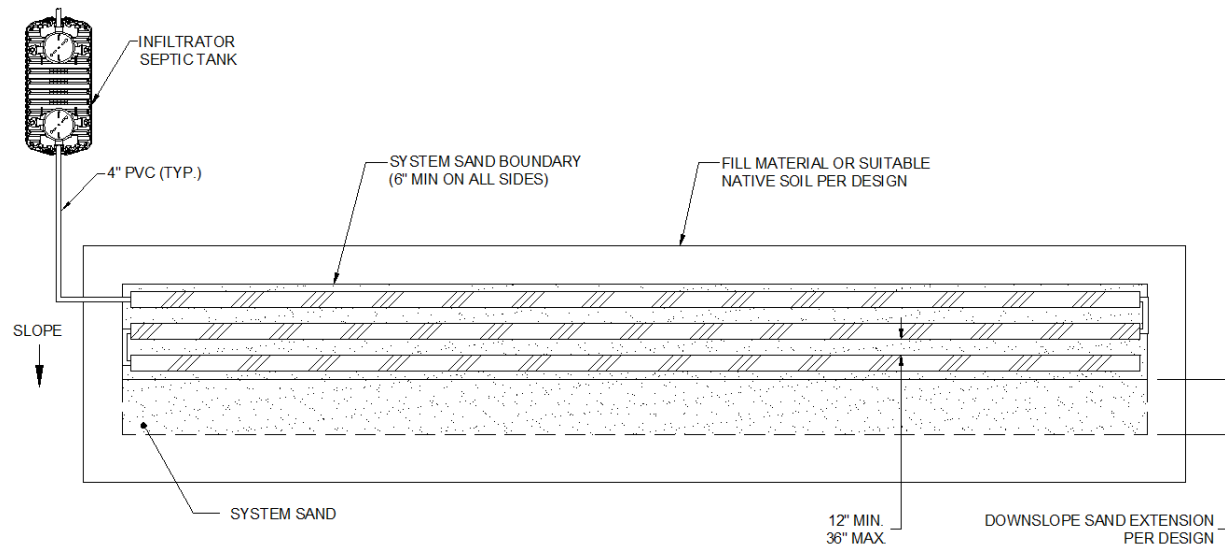 INFILTRATOR
SEPTIC TANK
4" PVC (TYP.)
SYSTEM SAND BOUNDARY
(6" MIN ON ALL SIDES)
FILL MATERIAL OR SUITABLE
NATIVE SOIL PER DESIGN
SLOPE
SYSTEM SAND
12" MIN.
36" MAX.
DOWNSLOPE SAND EXTENSION
PER DESIGN